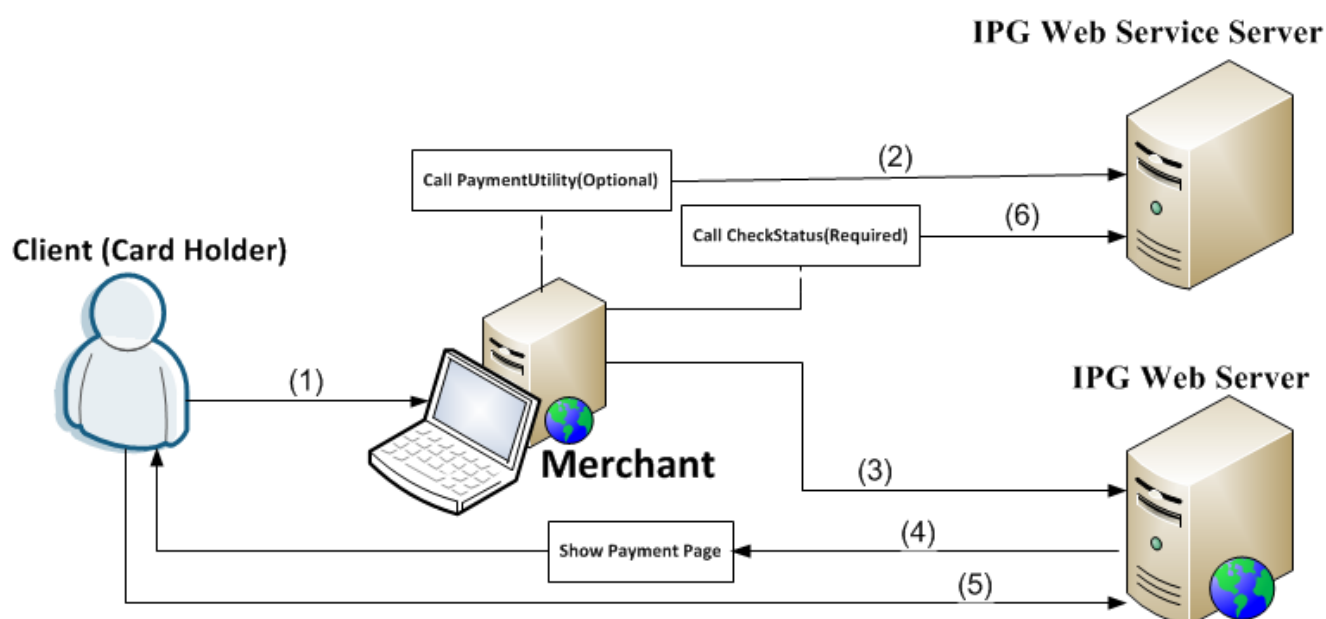 IPG Web Service Server
(2)
Call PaymentUtility(Optional)
(6)
Call CheckStatus(Required)
Client (Card Holder)
(1)
IPG Web Server
Merchant
(3)
(4)
Show Payment Page
(5)